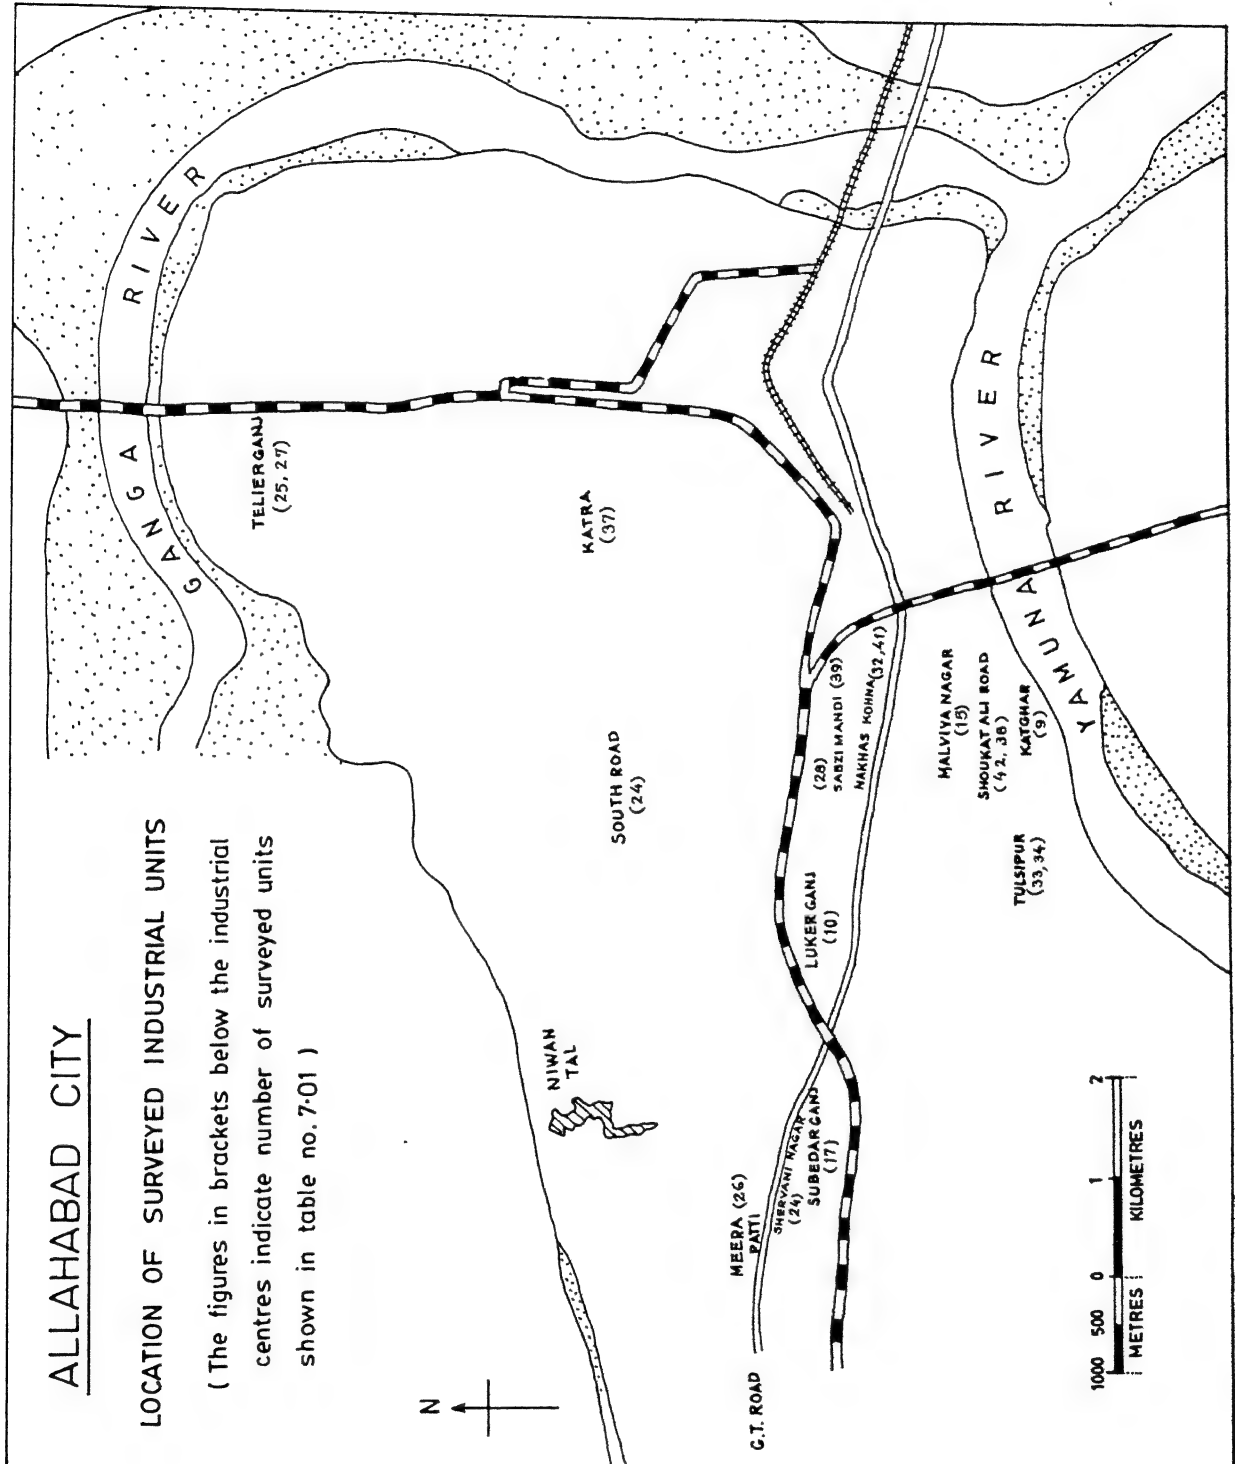 ALLAHABAD CITY
LOCATION OF SURVEYED INDUSTRIAL UNITS
(The figures in brackets below the industrial
centres indicate number of surveyed units
shown in table no. 7·01)
N
GANGA RIVER
TELIERGANJ
(25, 27)
KATRA
(37)
SOUTH ROAD
(24)
NIWAN
TAL
MEERA (26)
PATTI
SHERVANI NAGAR
(24)
SUBEDARGANJ
(17)
G.T. ROAD
LUKERGANJ
(10)
(28)
SABZI MANDI (39)
NAKHAS KOHNA (32,41)
MALVIYA NAGAR
(18)
SHOUKAT ALI ROAD
(42, 38)
KATGHAR
(9)
TULSIPUR
(33,34)
YAMUNA RIVER
1000 500 0 1 2
METRES KILOMETRES